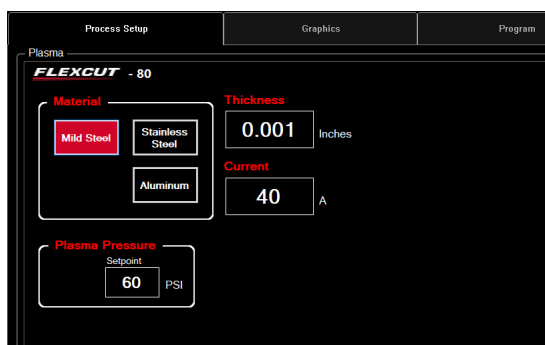 Process Setup Graphics Program
Plasma
FLEXCUT - 80
Material
Mild Steel
Stainless
Steel
Aluminum
Thickness
0.001 Inches
Current
40 A
Plasma Pressure
Setpoint
60 PSI